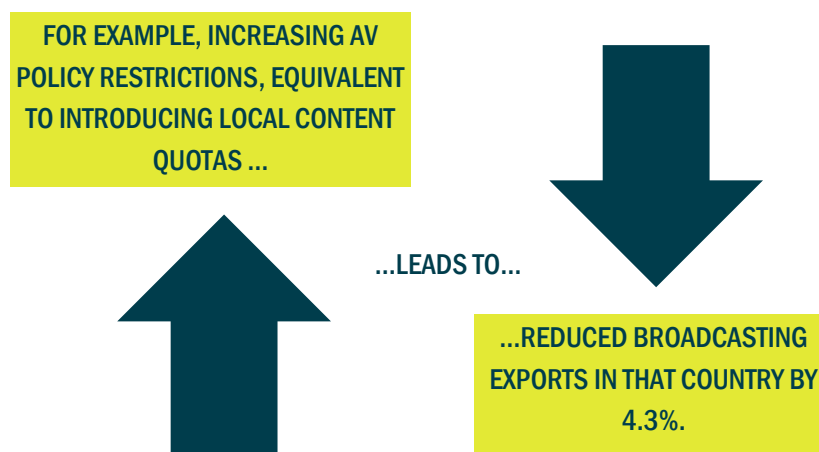 FOR EXAMPLE, INCREASING AV
POLICY RESTRICTIONS, EQUIVALENT
TO INTRODUCING LOCAL CONTENT
QUOTAS ...
...LEADS TO...
...REDUCED BROADCASTING
EXPORTS IN THAT COUNTRY BY
4.3%.